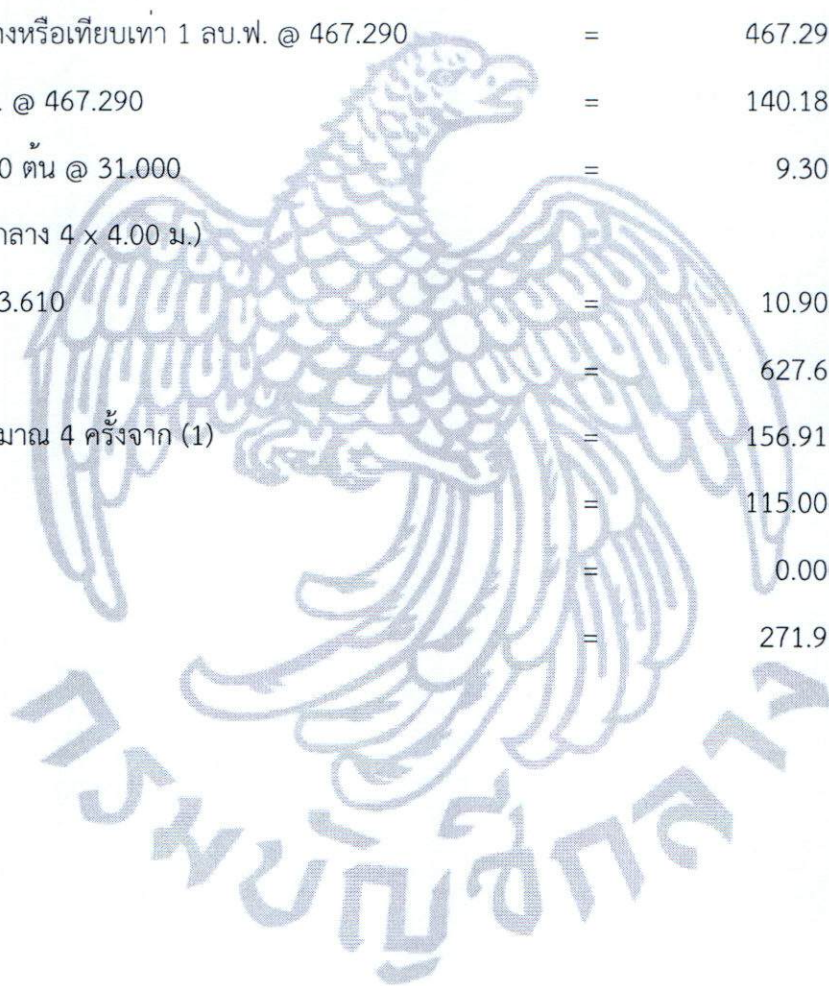 างหรือเทียบเท่า 1 ลบ.ฟ. @ 467.290 = 467.29
. @ 467.290 = 140.18
0 ต้น @ 31.000 = 9.30
กลาง 4 x 4.00 ม.)
3.610 = 10.90
= 627.6
มาณ 4 ครั้งจาก (1) = 156.91
= 115.00
= 0.00
= 271.9
กรมบัญชีกลาง